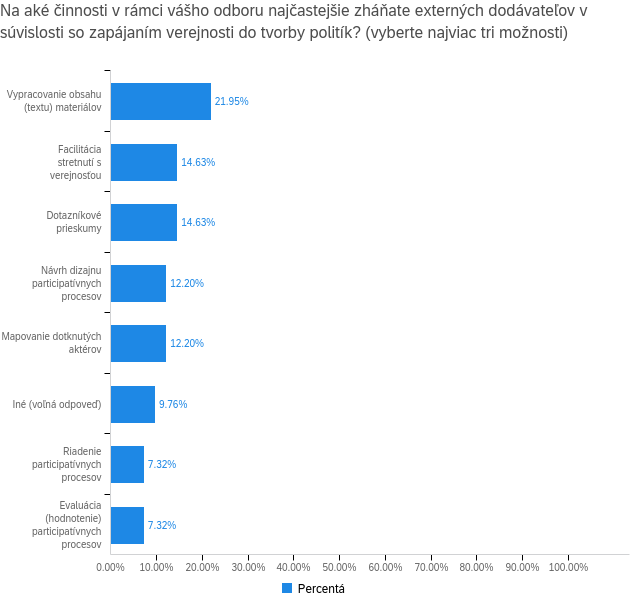 Na aké činnosti v rámci vášho odboru najčastejšie zháňate externých dodávateľov v
súvislosti so zapájaním verejnosti do tvorby politík? (vyberte najviac tri možnosti)
Vypracovanie obsahu
(textu) materiálov
21.95%
Facilitácia
stretnutí s
verejnosťou
14.63%
Dotazníkové
prieskumy
14.63%
Návrh dizajnu
participatívnych
procesov
12.20%
Mapovanie dotknutých
aktérov
12.20%
Iné (voľná odpoveď)
9.76%
Riadenie
participatívnych
procesov
7.32%
Evaluácia
(hodnotenie)
participatívnych
procesov
7.32%
0.00% 10.00% 20.00% 30.00% 40.00% 50.00% 60.00% 70.00% 80.00% 90.00% 100.00%
Percentá